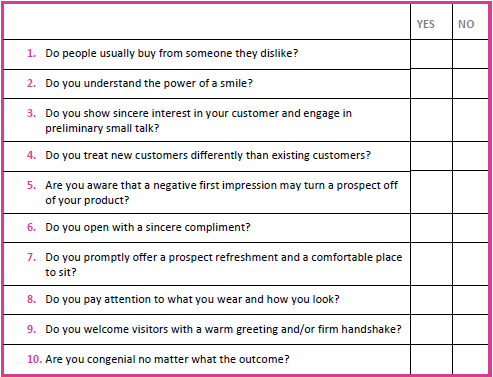 YES NO
1. Do people usually buy from someone they dislike?
2. Do you understand the power of a smile?
3. Do you show sincere interest in your customer and engage in
preliminary small talk?
4. Do you treat new customers differently than existing customers?
5. Are you aware that a negative first impression may turn a prospect off
of your product?
6. Do you open with a sincere compliment?
7. Do you promptly offer a prospect refreshment and a comfortable place
to sit?
8. Do you pay attention to what you wear and how you look?
9. Do you welcome visitors with a warm greeting and/or firm handshake?
10. Are you congenial no matter what the outcome?